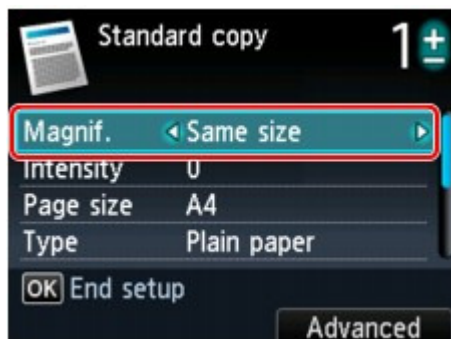 Standard copy 1
Magnif. Same size
Intensity 0
Page size A4
Type Plain paper
OK End setup
Advanced